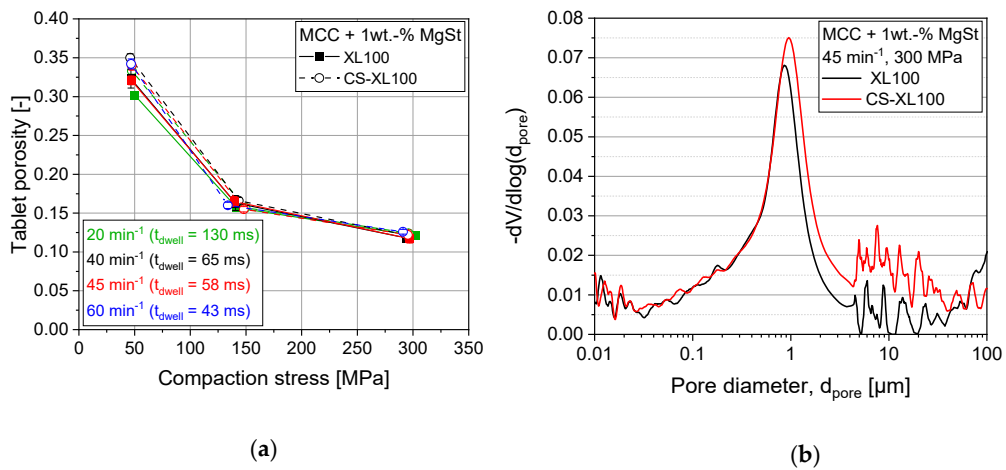 MCC + 1wt.-% MgSt
XL100
CS-XL100
0.40
0.35
0.30
0.25
0.20
0.15
0.10
0.05
0.00
Tablet porosity [-]
20 min⁻¹ (t_dwell = 130 ms)
40 min⁻¹ (t_dwell = 65 ms)
45 min⁻¹ (t_dwell = 58 ms)
60 min⁻¹ (t_dwell = 43 ms)
0 50 100 150 200 250 300 350
Compaction stress [MPa]
(a)
MCC + 1wt.-% MgSt
45 min⁻¹, 300 MPa
XL100
CS-XL100
0.08
0.07
0.06
0.05
0.04
0.03
0.02
0.01
0.00
-dV/dlog(d_pore)
0.01 0.1 1 10 100
Pore diameter, d_pore [µm]
(b)